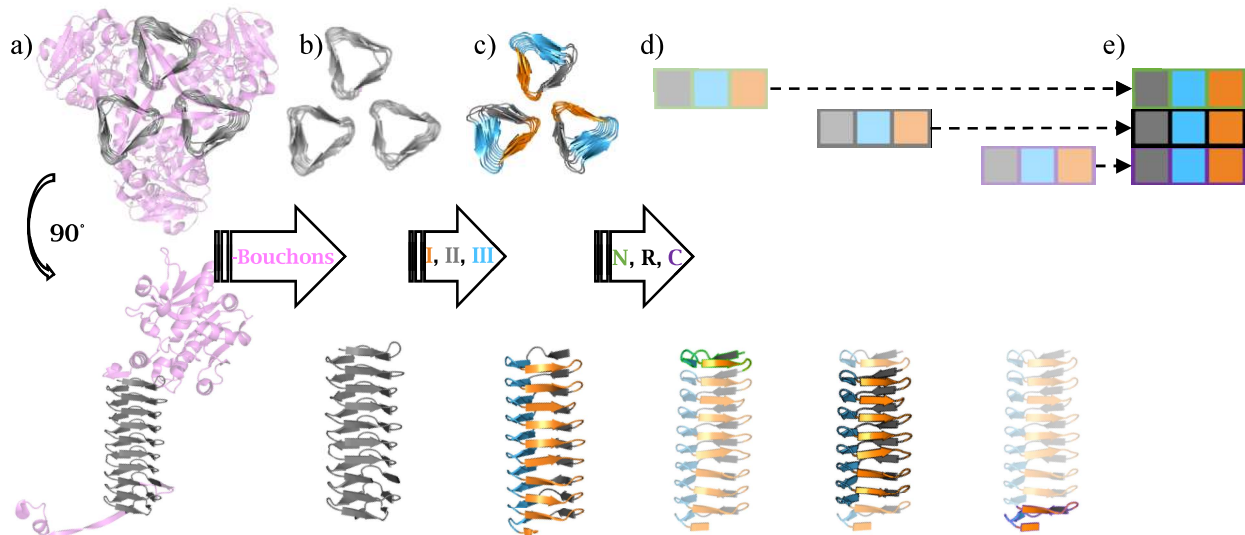 a)
b)
c)
d)
e)
90°
-Bouchons
I, II, III
N, R, C